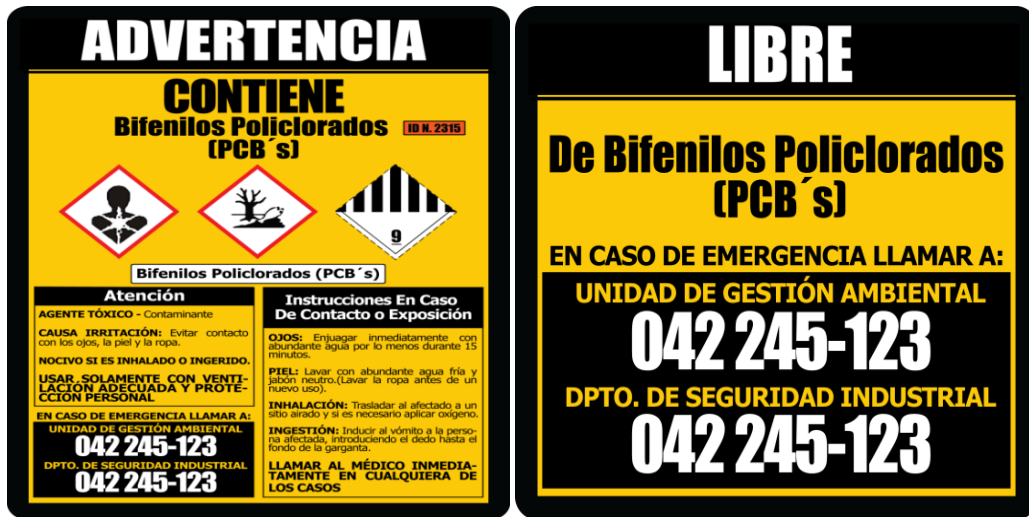 ADVERTENCIA
CONTIENE
Bifenilos Policlorados
ID N. 2315
(PCB´s)
9
Bifenilos Policlorados (PCB´s)
Atención
AGENTE TÓXICO - Contaminante
CAUSA IRRITACIÓN: Evitar contacto
con los ojos, la piel y la ropa.
NOCIVO SI ES INHALADO O INGERIDO.
USAR SOLAMENTE CON VENTI-
LACIÓN ADECUADA Y PROTE-
CCIÓN PERSONAL
EN CASO DE EMERGENCIA LLAMAR A:
UNIDAD DE GESTIÓN AMBIENTAL
042 245-123
DPTO. DE SEGURIDAD INDUSTRIAL
042 245-123
Instrucciones En Caso
De Contacto o Exposición
OJOS: Enjuagar inmediatamente con
abundante agua por lo menos durante 15
minutos.
PIEL: Lavar con abundante agua fría y
jabón neutro.(Lavar la ropa antes de un
nuevo uso).
INHALACIÓN: Trasladar al afectado a un
sitio airado y si es necesario aplicar oxígeno.
INGESTIÓN: Inducir al vómito a la perso-
na afectada, introduciendo el dedo hasta el
fondo de la garganta.
LLAMAR AL MÉDICO INMEDIA-
TAMENTE EN CUALQUIERA DE
LOS CASOS
LIBRE
De Bifenilos Policlorados
(PCB´s)
EN CASO DE EMERGENCIA LLAMAR A:
UNIDAD DE GESTIÓN AMBIENTAL
042 245-123
DPTO. DE SEGURIDAD INDUSTRIAL
042 245-123